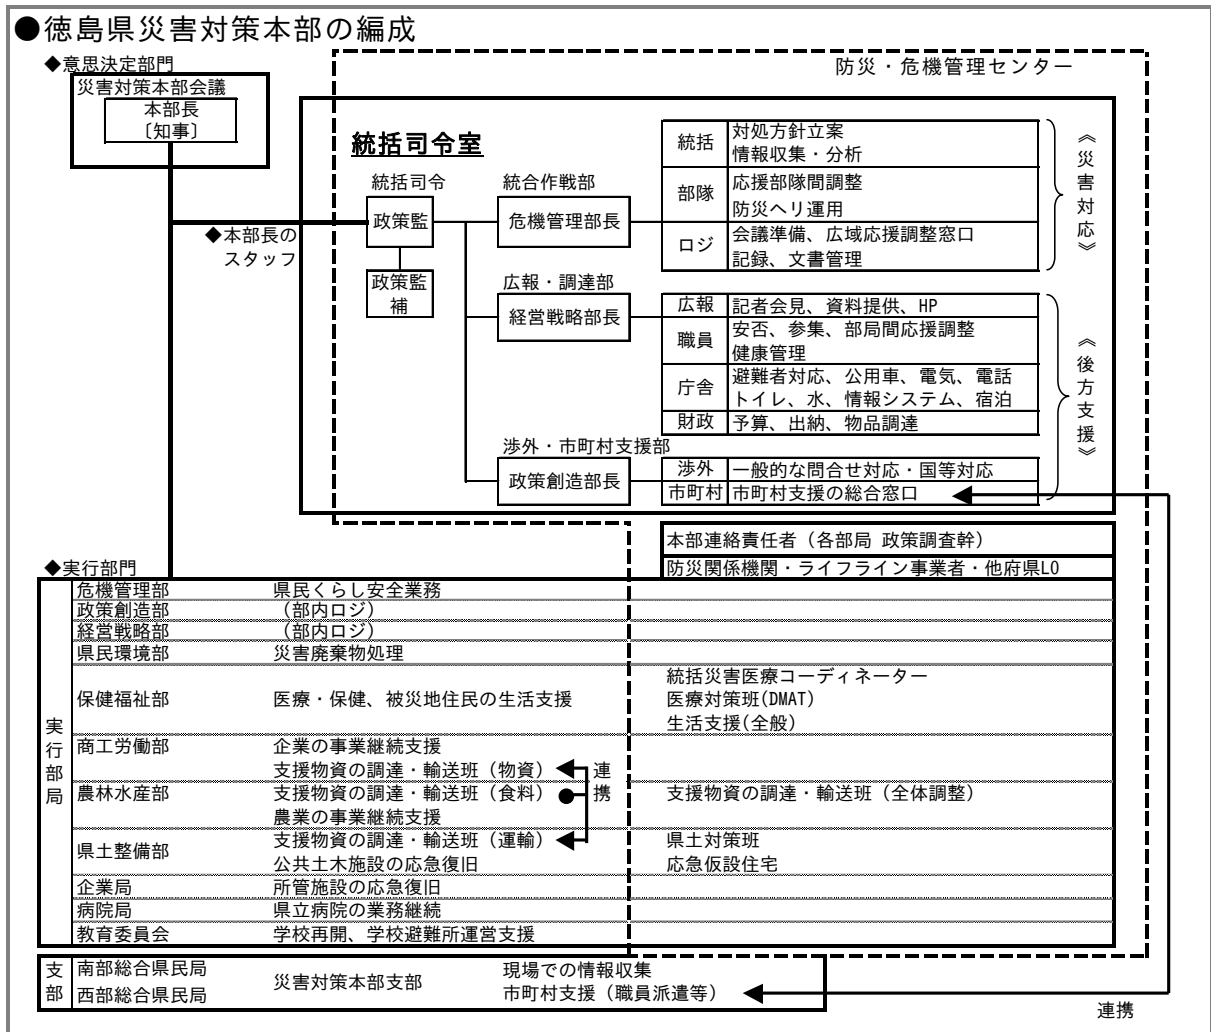 ●徳島県災害対策本部の編成
◆意思決定部門
防災・危機管理センター
災害対策本部会議
本部長
〔知事〕
統括司令室
統括司令
政策監
政策監
補
◆本部長の
スタッフ
統合作戦部
危機管理部長
統括
対処方針立案
情報収集・分析
部隊
応援部隊間調整
防災ヘリ運用
ロジ
会議準備、広域応援調整窓口
記録、文書管理
《災害対応》
広報・調達部
経営戦略部長
広報
記者会見、資料提供、HP
職員
安否、参集、部局間応援調整
健康管理
庁舎
避難者対応、公用車、電気、電話
トイレ、水、情報システム、宿泊
財政
予算、出納、物品調達
《後方支援》
渉外・市町村支援部
政策創造部長
渉外
一般的な問合せ対応・国等対応
市町村
市町村支援の総合窓口
本部連絡責任者（各部局 政策調査幹）
防災関係機関・ライフライン事業者・他府県LO
◆実行部門
実行部局
危機管理部 県民くらし安全業務
政策創造部 （部内ロジ）
経営戦略部 （部内ロジ）
県民環境部 災害廃棄物処理
保健福祉部 医療・保健、被災地住民の生活支援
統括災害医療コーディネーター
医療対策班(DMAT)
生活支援(全般)
商工労働部 企業の事業継続支援
支援物資の調達・輸送班（物資）
連携
農林水産部 支援物資の調達・輸送班（食料）
農業の事業継続支援
支援物資の調達・輸送班（全体調整）
県土整備部
支援物資の調達・輸送班（運輸）
公共土木施設の応急復旧
県土対策班
応急仮設住宅
企業局 所管施設の応急復旧
病院局 県立病院の業務継続
教育委員会 学校再開、学校避難所運営支援
支部
南部総合県民局
西部総合県民局
災害対策本部支部
現場での情報収集
市町村支援（職員派遣等）
連携